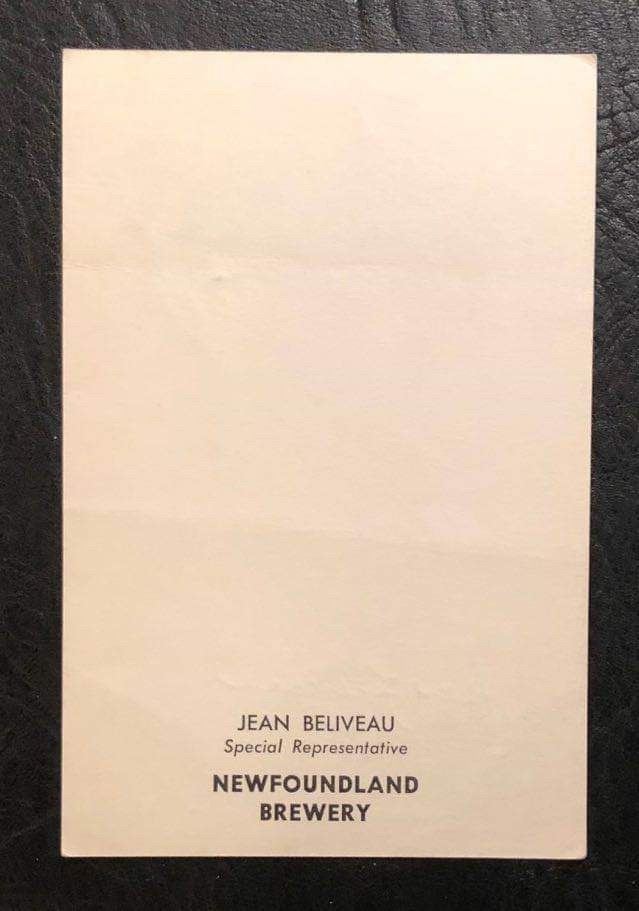 JEAN BELIVEAU
Special Representative
NEWFOUNDLAND
BREWERY